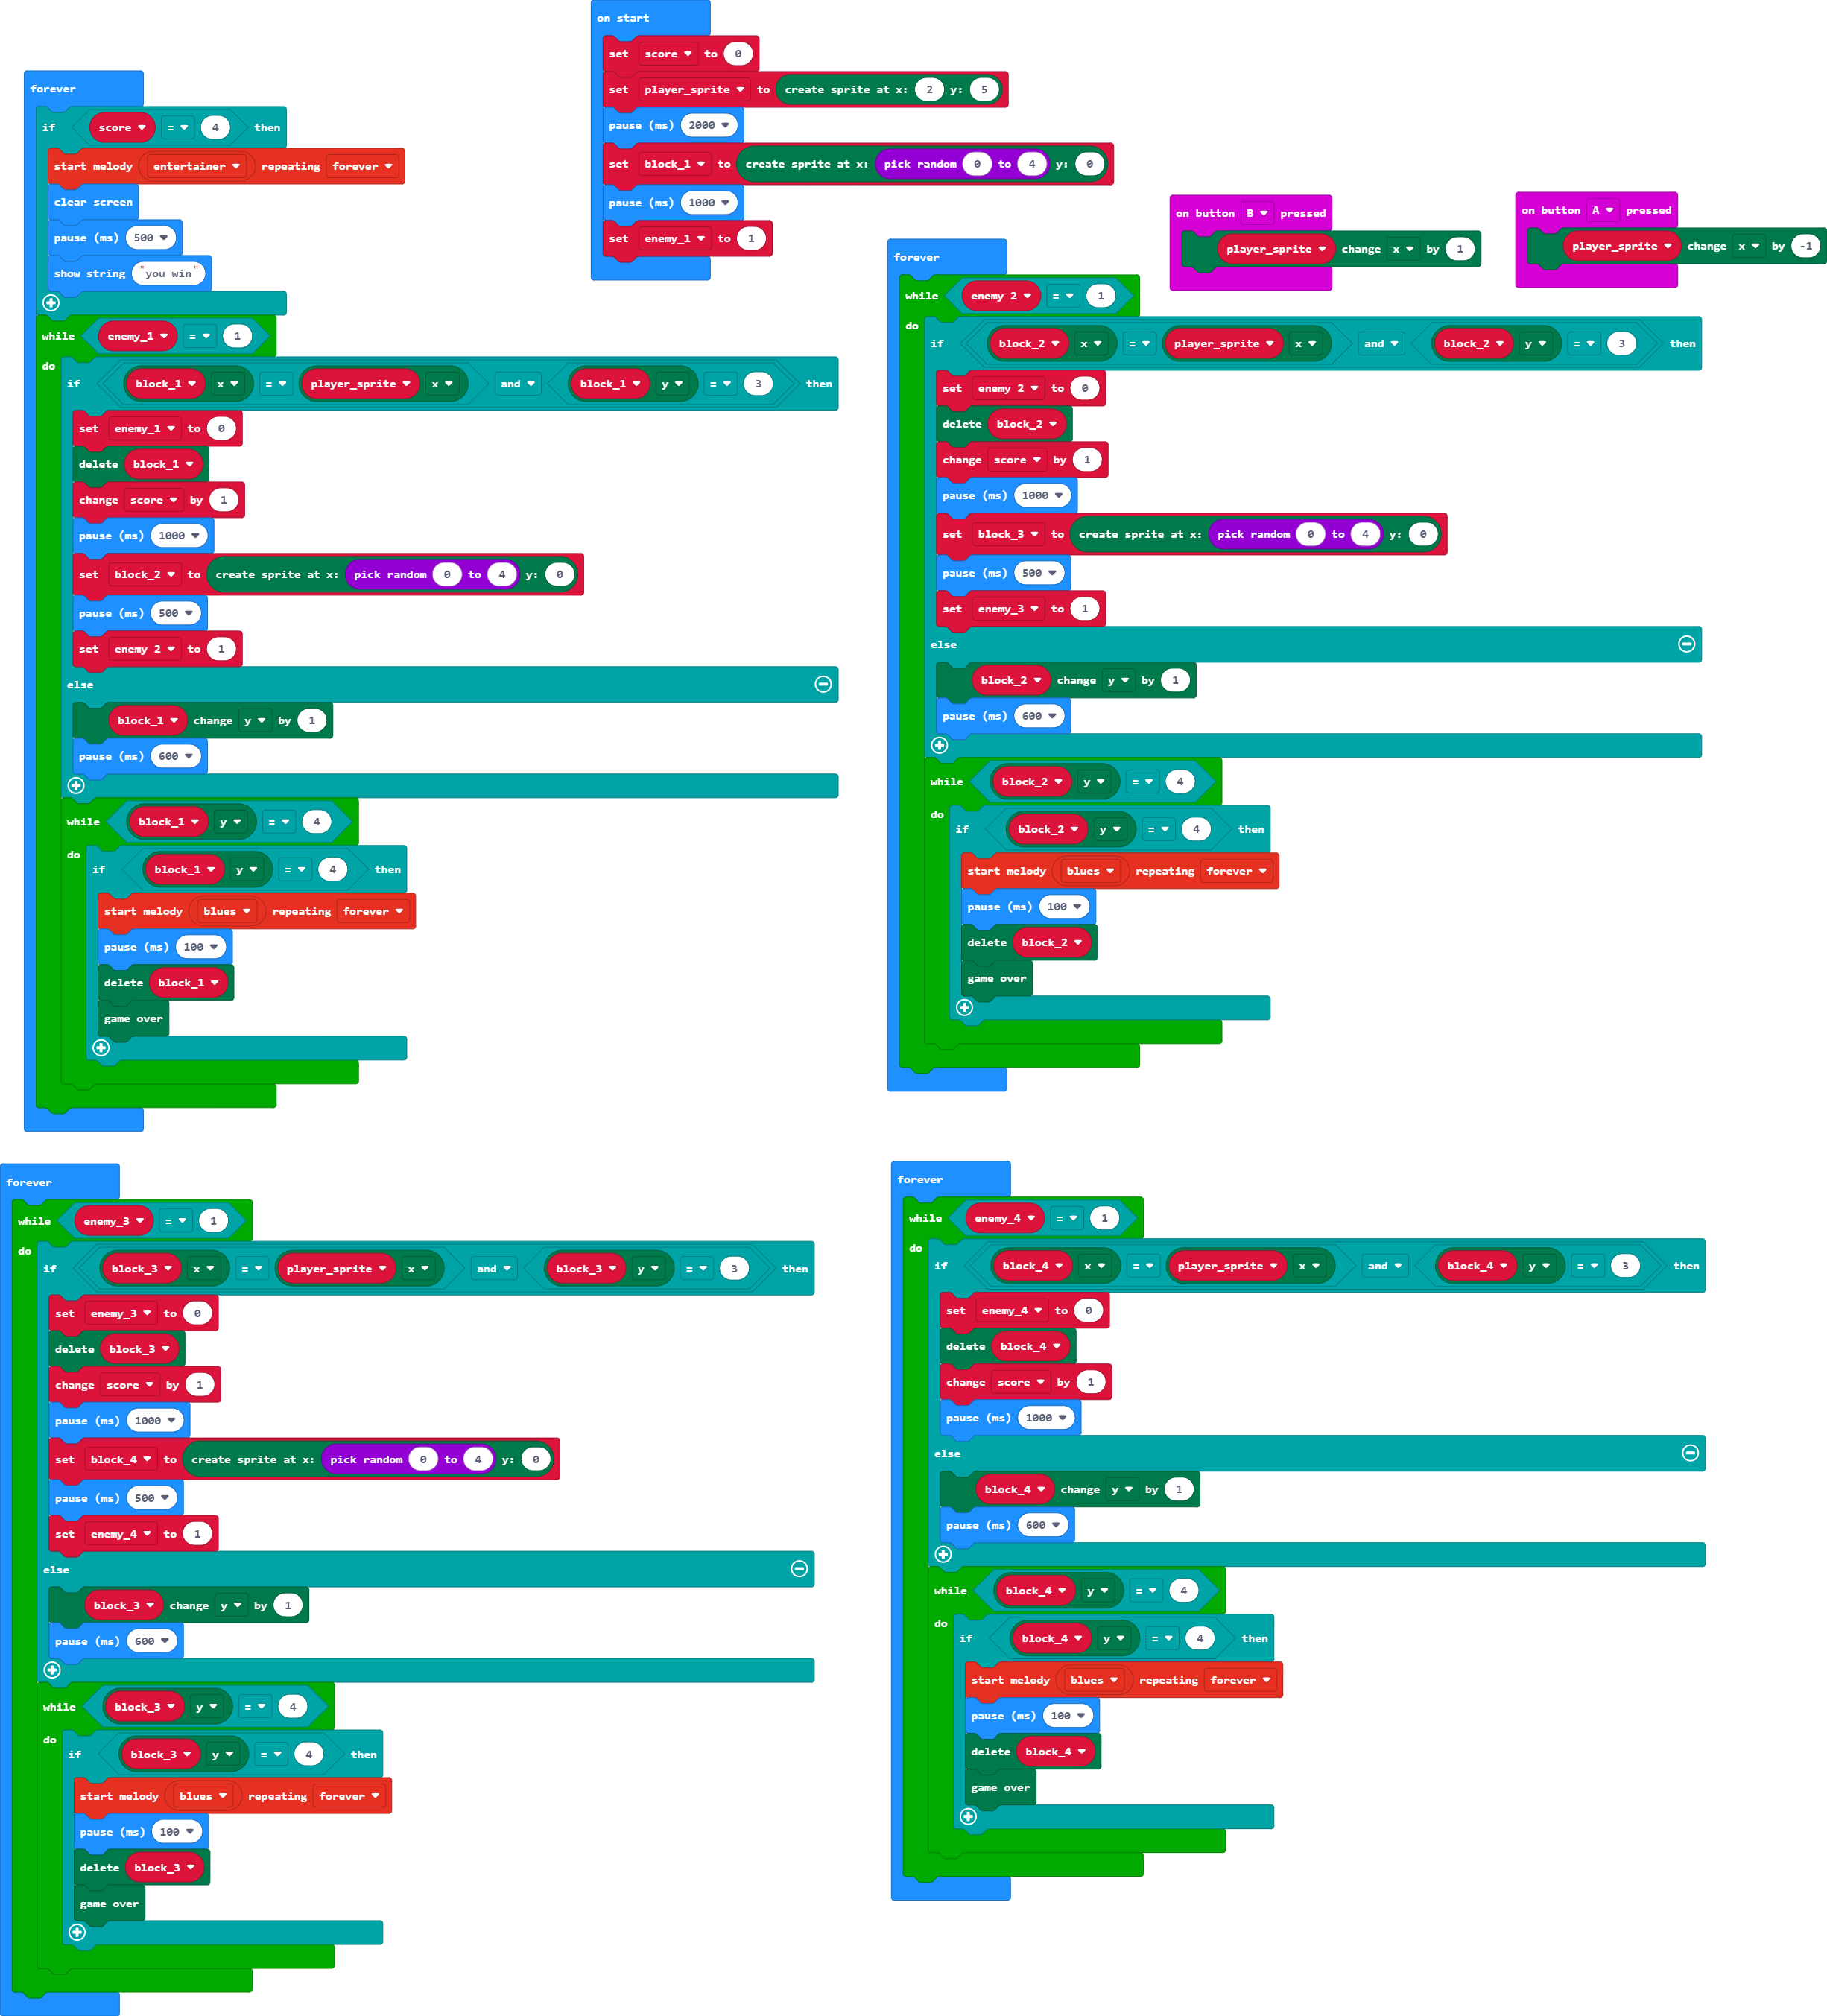 on start
set score to 0
set player_sprite to create sprite at x: 2 y: 5
pause (ms) 2000
set block_1 to create sprite at x: pick random 0 to 4 y: 0
pause (ms) 1000
set enemy_1 to 1
forever
if score = 4 then
start melody entertainer repeating forever
clear screen
pause (ms) 500
show string "you win"
while enemy_1 = 1
do
if block_1 x = player_sprite x and block_1 y = 3 then
set enemy_1 to 0
delete block_1
change score by 1
pause (ms) 1000
set block_2 to create sprite at x: pick random 0 to 4 y: 0
pause (ms) 500
set enemy 2 to 1
else
block_1 change y by 1
pause (ms) 600
while block_1 y = 4
do
if block_1 y = 4 then
start melody blues repeating forever
pause (ms) 100
delete block_1
game over
on button B pressed
player_sprite change x by 1
on button A pressed
player_sprite change x by -1
forever
while enemy 2 = 1
do
if block_2 x = player_sprite x and block_2 y = 3 then
set enemy 2 to 0
delete block_2
change score by 1
pause (ms) 1000
set block_3 to create sprite at x: pick random 0 to 4 y: 0
pause (ms) 500
set enemy_3 to 1
else
block_2 change y by 1
pause (ms) 600
while block_2 y = 4
do
if block_2 y = 4 then
start melody blues repeating forever
pause (ms) 100
delete block_2
game over
forever
while enemy_3 = 1
do
if block_3 x = player_sprite x and block_3 y = 3 then
set enemy_3 to 0
delete block_3
change score by 1
pause (ms) 1000
set block_4 to create sprite at x: pick random 0 to 4 y: 0
pause (ms) 500
set enemy_4 to 1
else
block_3 change y by 1
pause (ms) 600
while block_3 y = 4
do
if block_3 y = 4 then
start melody blues repeating forever
pause (ms) 100
delete block_3
game over
forever
while enemy_4 = 1
do
if block_4 x = player_sprite x and block_4 y = 3 then
set enemy_4 to 0
delete block_4
change score by 1
pause (ms) 1000
else
block_4 change y by 1
pause (ms) 600
while block_4 y = 4
do
if block_4 y = 4 then
start melody blues repeating forever
pause (ms) 100
delete block_4
game over